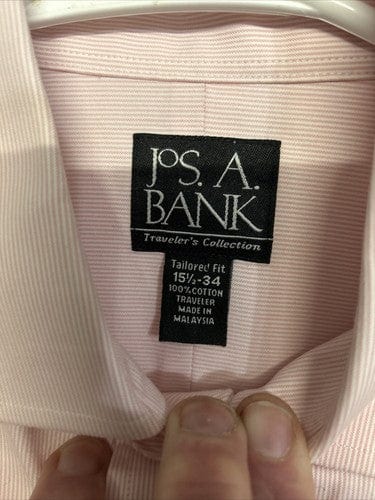 JOS. A.
BANK
Traveler's Collection
Tailored Fit
15½-34
100% COTTON
TRAVELER
MADE IN
MALAYSIA